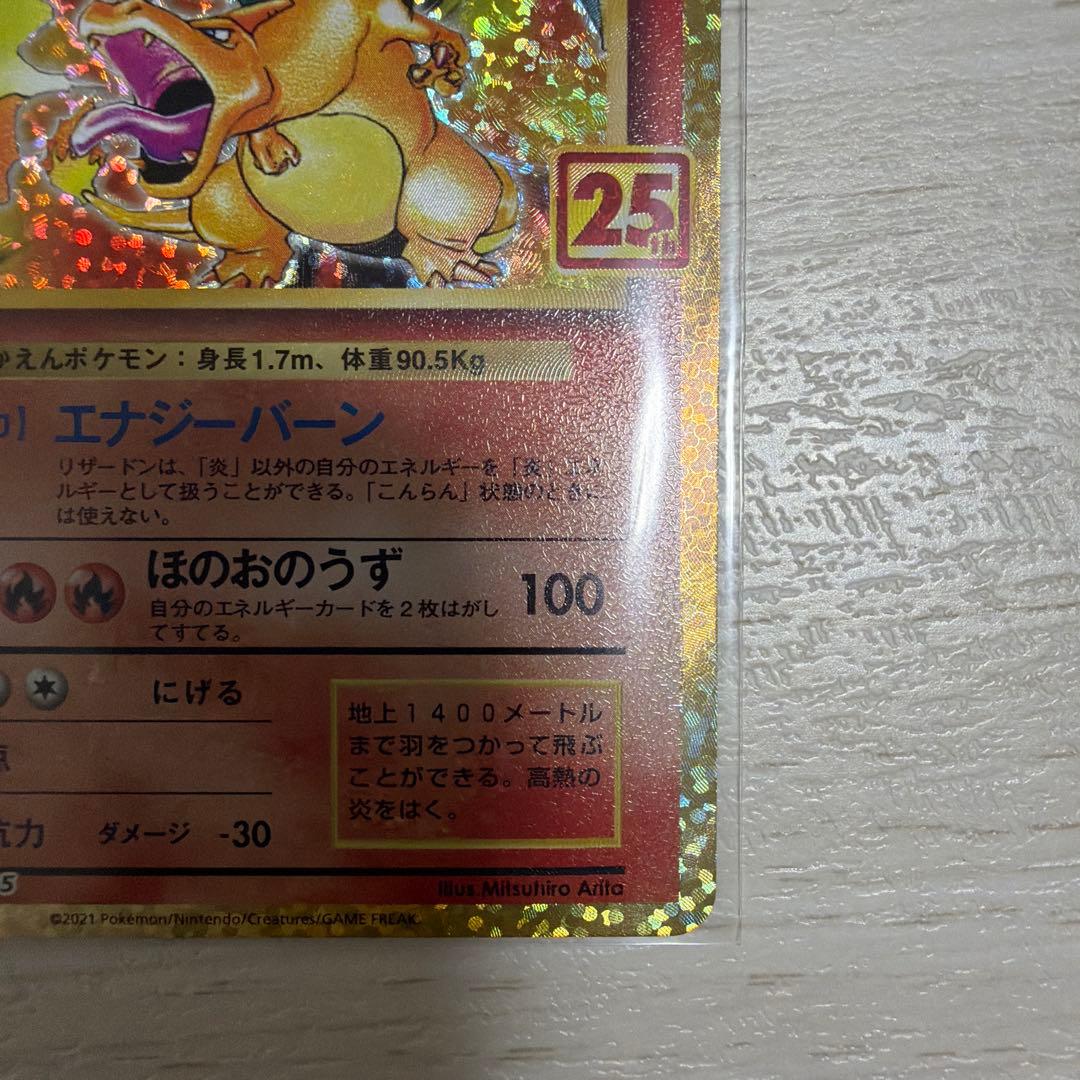 25th
かえんポケモン：身長1.7m、体重90.5Kg
エナジーバーン
リザードンは、「炎」以外の自分のエネルギーを「炎」エネ
ルギーとして扱うことができる。「こんらん」状態のときに
は使えない。
ほのおのうず 100
自分のエネルギーカードを２枚はがし
てすてる。
にげる
地上１４００メートル
まで羽をつかって飛ぶ
ことができる。高熱の
炎をはく。
点
抗力 ダメージ -30
5
Illus. Mitsuhiro Arita
©2021 Pokémon/Nintendo/Creatures/GAME FREAK.